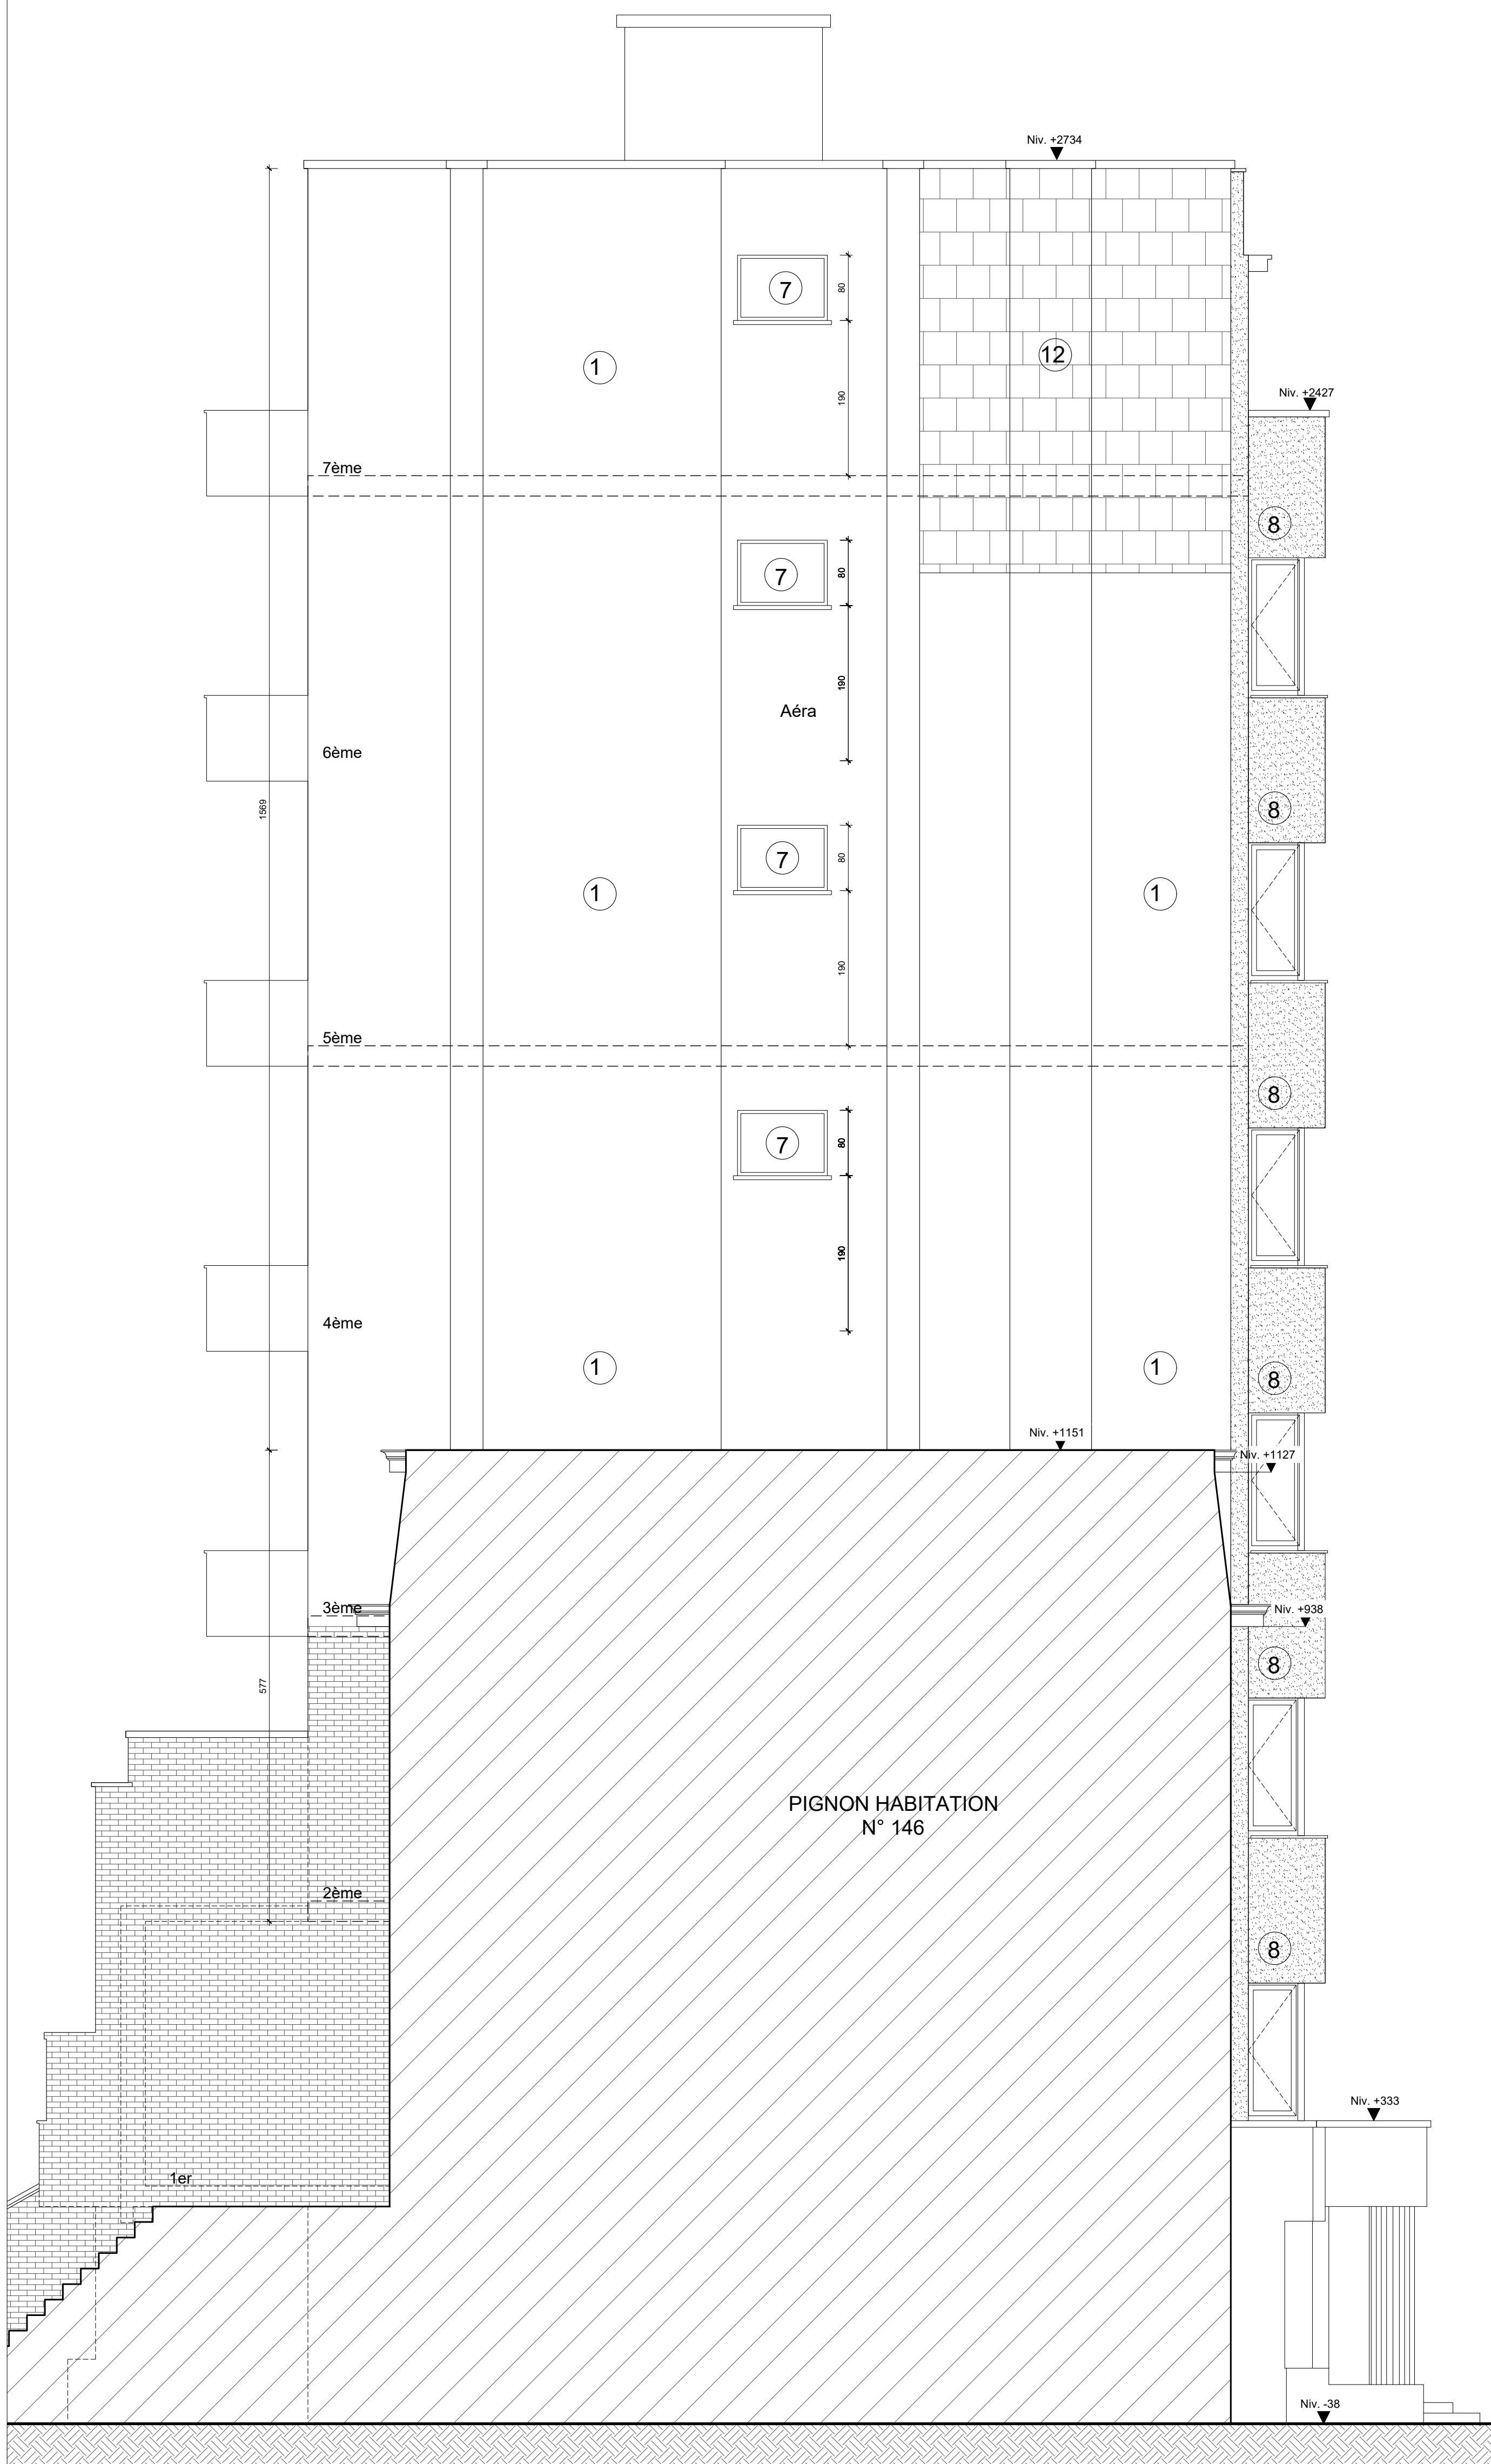 Niv. +2734
7
80
12
1
190
Niv. +2427
7ème
8
7
80
190
Aéra
6ème
1569
8
7
80
1
1
190
5ème
8
7
80
190
4ème
1
1
8
Niv. +1151
Niv. +1127
3ème
Niv. +938
8
577
PIGNON HABITATION
N° 146
2ème
8
Niv. +333
1er
Niv. -38